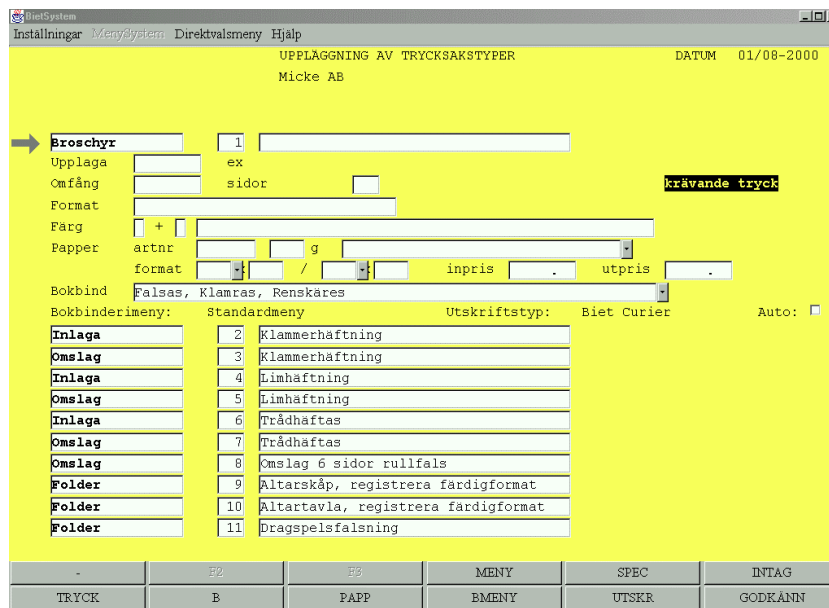 BietSystem
Inställningar MenySystem Direktvalsmeny Hjälp
UPPLÄGGNING AV TRYCKSAKSTYPER DATUM 01/08-2000
Micke AB
Broschyr 1
Upplaga ex
Omfång sidor krävande tryck
Format
Färg +
Papper artnr g
format : / : inpris . utpris .
Bokbind Falsas, Klamras, Renskäres
Bokbinderimeny: Standardmeny Utskriftstyp: Biet Curier Auto:
Inlaga 2 Klammerhäftning
Omslag 3 Klammerhäftning
Inlaga 4 Limhäftning
Omslag 5 Limhäftning
Inlaga 6 Trådhäftas
Omslag 7 Trådhäftas
Omslag 8 Omslag 6 sidor rullfals
Folder 9 Altarskåp, registrera färdigformat
Folder 10 Altartavla, registrera färdigformat
Folder 11 Dragspelsfalsning
- F2 F3 MENY SPEC INTAG
TRYCK B PAPP BMENY UTSKR GODKÄNN